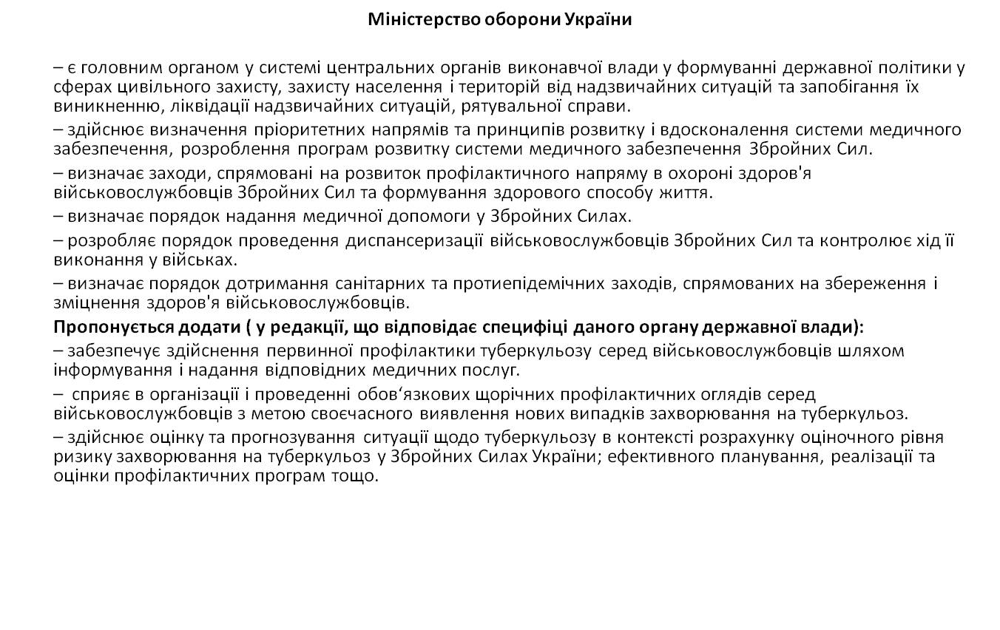 Міністерство оборони України
– є головним органом у системі центральних органів виконавчої влади у формуванні державної політики у
сферах цивільного захисту, захисту населення і територій від надзвичайних ситуацій та запобігання їх
виникненню, ліквідації надзвичайних ситуацій, рятувальної справи.
– здійснює визначення пріоритетних напрямів та принципів розвитку і вдосконалення системи медичного
забезпечення, розроблення програм розвитку системи медичного забезпечення Збройних Сил.
– визначає заходи, спрямовані на розвиток профілактичного напряму в охороні здоров'я
військовослужбовців Збройних Сил та формування здорового способу життя.
– визначає порядок надання медичної допомоги у Збройних Силах.
– розробляє порядок проведення диспансеризації військовослужбовців Збройних Сил та контролює хід її
виконання у військах.
– визначає порядок дотримання санітарних та протиепідемічних заходів, спрямованих на збереження і
зміцнення здоров'я військовослужбовців.
Пропонується додати ( у редакції, що відповідає специфіці даного органу державної влади):
– забезпечує здійснення первинної профілактики туберкульозу серед військовослужбовців шляхом
інформування і надання відповідних медичних послуг.
– сприяє в організації і проведенні обов‘язкових щорічних профілактичних оглядів серед
військовослужбовців з метою своєчасного виявлення нових випадків захворювання на туберкульоз.
– здійснює оцінку та прогнозування ситуації щодо туберкульозу в контексті розрахунку оціночного рівня
ризику захворювання на туберкульоз у Збройних Силах України; ефективного планування, реалізації та
оцінки профілактичних програм тощо.